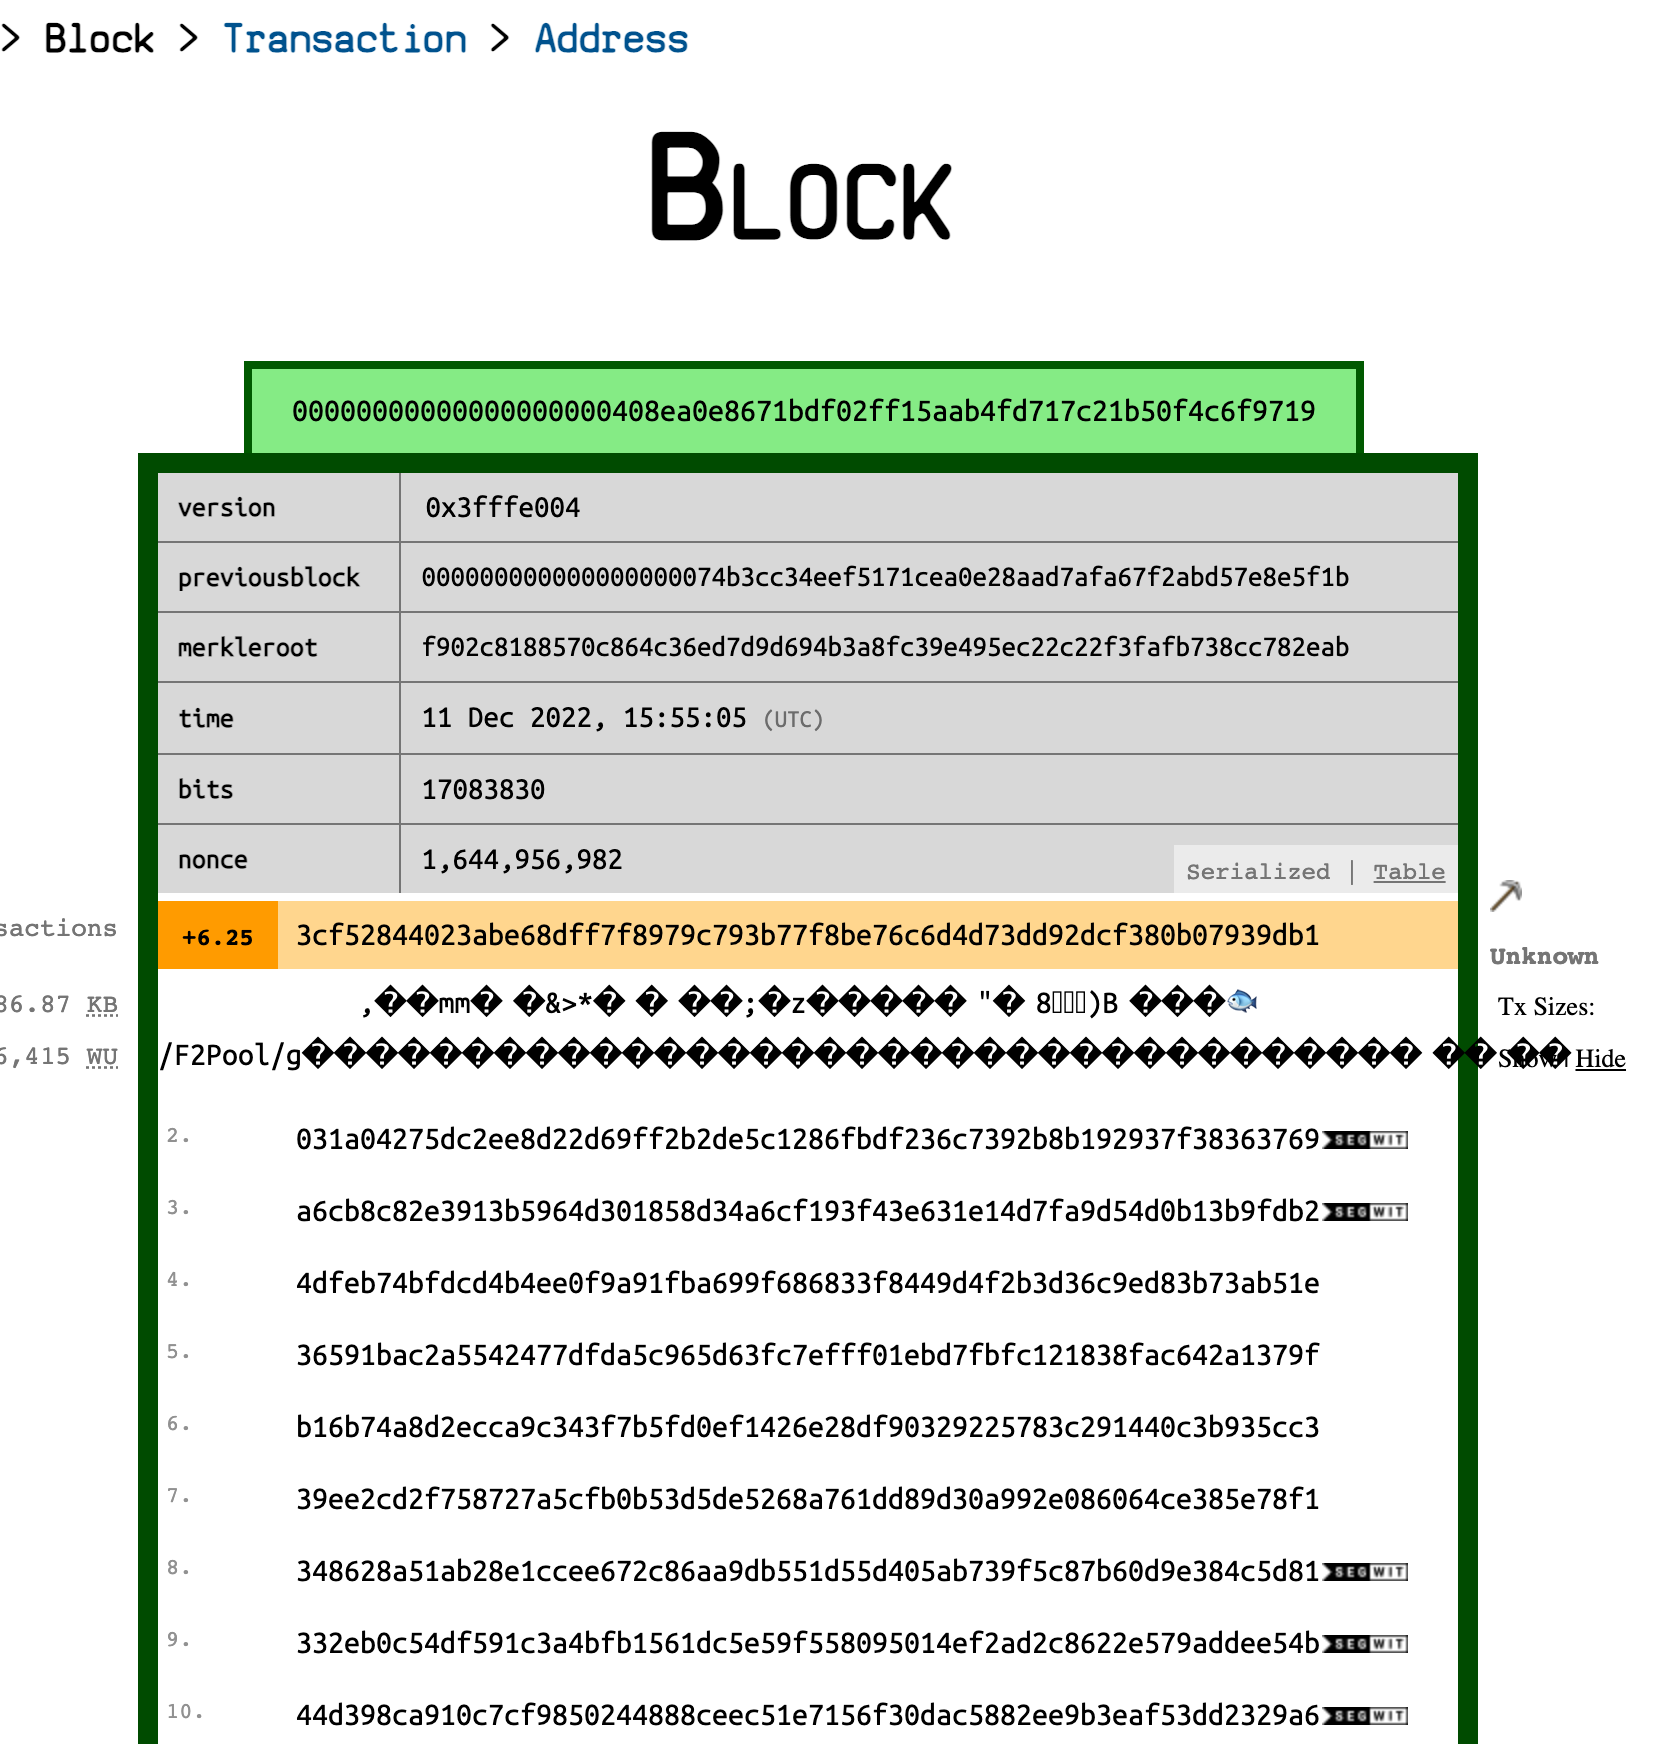 > Block > Transaction > Address
BLOCK
00000000000000000000408ea0e8671bdf02ff15aab4fd717c21b50f4c6f9719
version 0x3fffe004
previousblock 000000000000000000074b3cc34eef5171cea0e28aad7afa67f2abd57e8e5f1b
merkleroot f902c8188570c864c36ed7d9d694b3a8fc39e495ec22c22f3fafb738cc782eab
time 11 Dec 2022, 15:55:05 (UTC)
bits 17083830
nonce 1,644,956,982
Serialized | Table
sactions
+6.25 3cf52844023abe68dff7f8979c793b77f8be76c6d4d73dd92dcf380b07939db1
Unknown
36.87 KB
,��mm� �&>*� � ��;�z����� "� 8▯▯▯)B ���🐟
Tx Sizes:
6,415 WU
/F2Pool/g����������������������������������� �� ��
Show | Hide
2. 031a04275dc2ee8d22d69ff2b2de5c1286fbdf236c7392b8b192937f38363769 SEGWIT
3. a6cb8c82e3913b5964d301858d34a6cf193f43e631e14d7fa9d54d0b13b9fdb2 SEGWIT
4. 4dfeb74bfdcd4b4ee0f9a91fba699f686833f8449d4f2b3d36c9ed83b73ab51e
5. 36591bac2a5542477dfda5c965d63fc7efff01ebd7fbfc121838fac642a1379f
6. b16b74a8d2ecca9c343f7b5fd0ef1426e28df90329225783c291440c3b935cc3
7. 39ee2cd2f758727a5cfb0b53d5de5268a761dd89d30a992e086064ce385e78f1
8. 348628a51ab28e1ccee672c86aa9db551d55d405ab739f5c87b60d9e384c5d81 SEGWIT
9. 332eb0c54df591c3a4bfb1561dc5e59f558095014ef2ad2c8622e579addee54b SEGWIT
10. 44d398ca910c7cf9850244888ceec51e7156f30dac5882ee9b3eaf53dd2329a6 SEGWIT